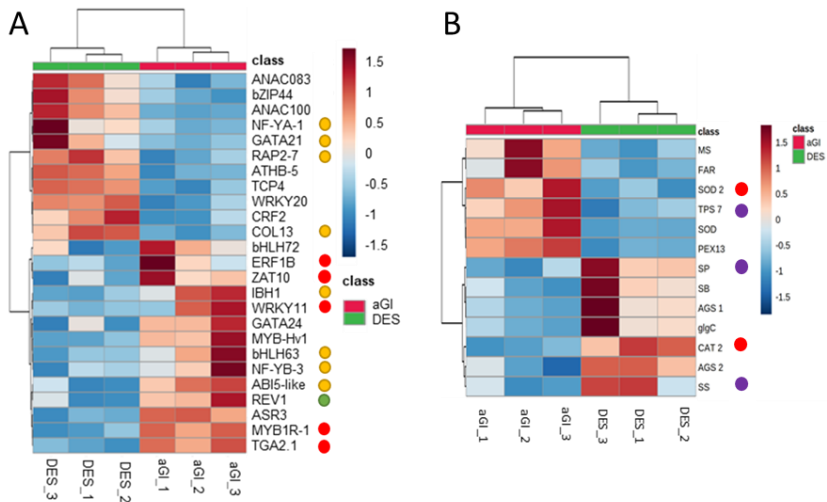 A
class
1.5
1
0.5
0
-0.5
-1
-1.5
class
aGI
DES
ANAC083
bZIP44
ANAC100
NF-YA-1
GATA21
RAP2-7
ATHB-5
TCP4
WRKY20
CRF2
COL13
bHLH72
ERF1B
ZAT10
IBH1
WRKY11
GATA24
MYB-Hv1
bHLH63
NF-YB-3
ABI5-like
REV1
ASR3
MYB1R-1
TGA2.1
DES_3
DES_1
DES_2
aGI_1
aGI_2
aGI_3
B
class
class
aGI
DES
1.5
1
0.5
0
-0.5
-1
-1.5
MS
FAR
SOD 2
TPS 7
SOD
PEX13
SP
SB
AGS 1
glgC
CAT 2
AGS 2
SS
aGI_1
aGI_2
aGI_3
DES_3
DES_1
DES_2